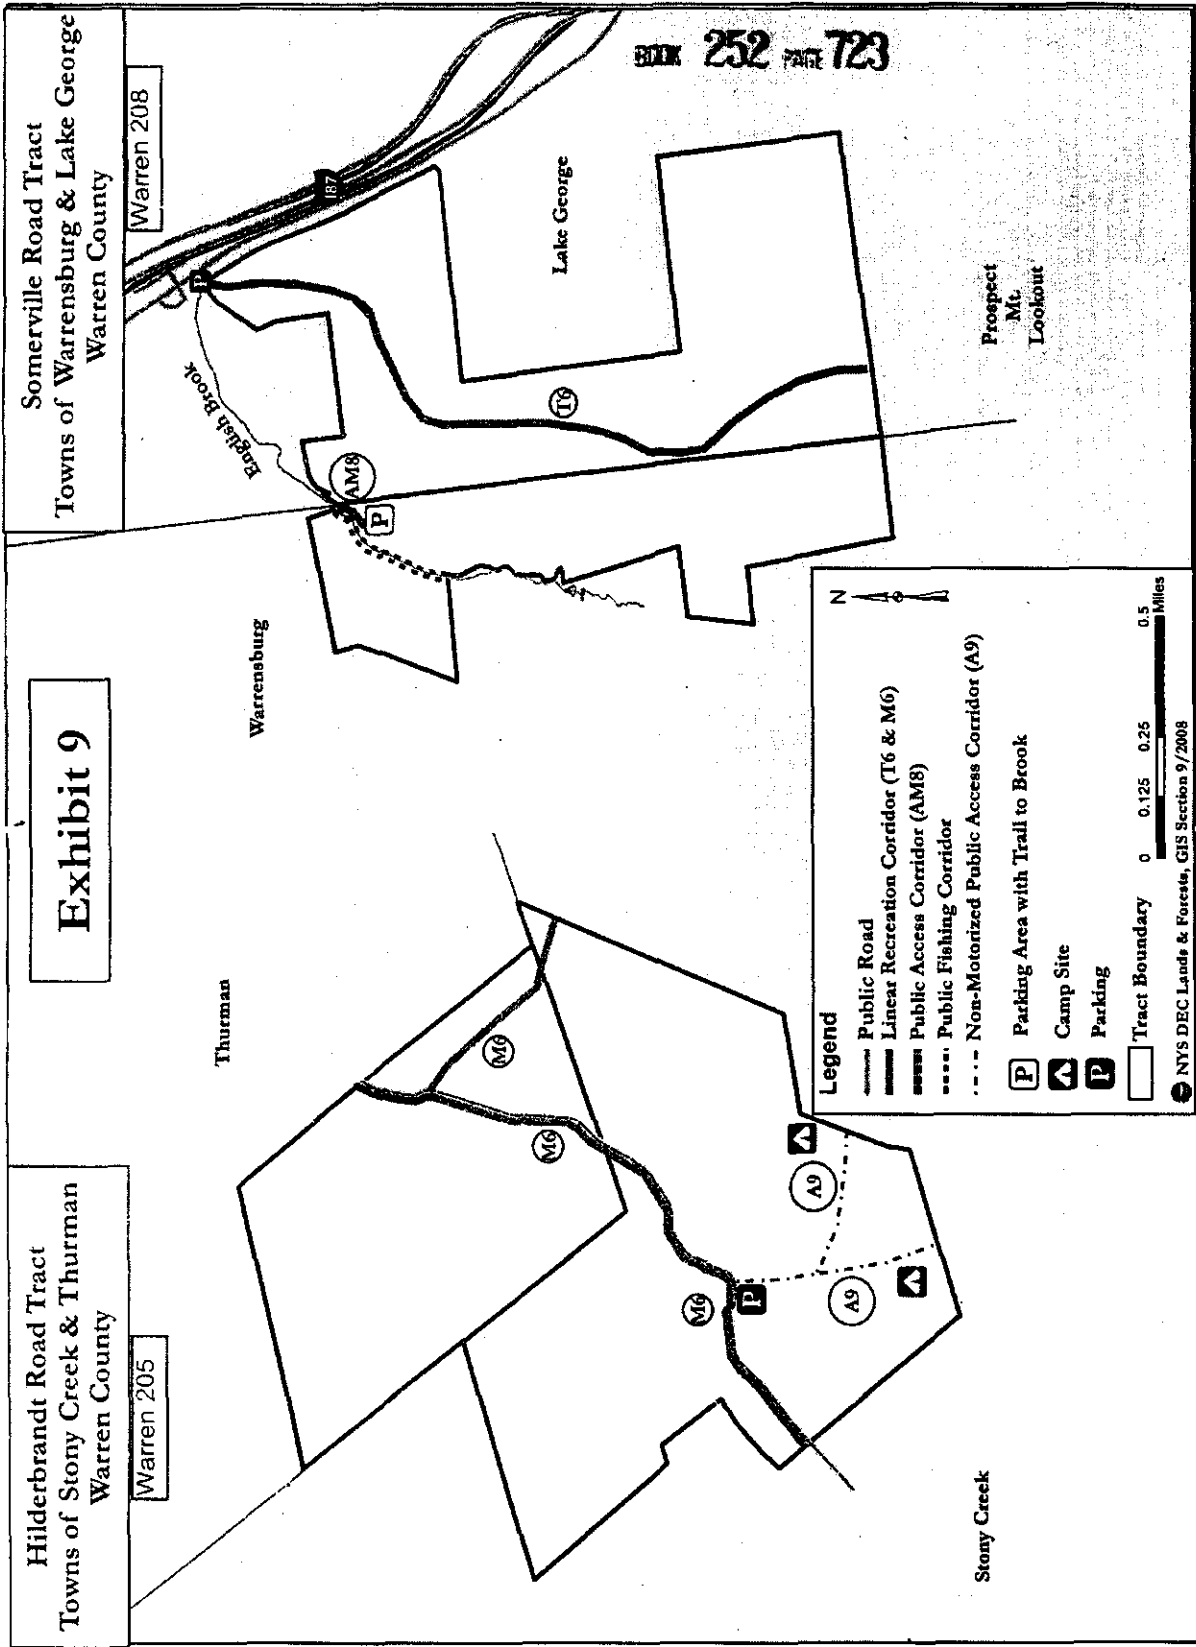 Hilderbrandt Road Tract
Towns of Stony Creek & Thurman
Warren County
Warren 205
Exhibit 9
Somerville Road Tract
Towns of Warrensburg & Lake George
Warren County
Warren 208
BOOK 252 PAGE 723
Thurman
M6
M6
M6
P
A9
A9
Stony Creek
Warrensburg
English Brook
P
I87
AM8
P
Lake George
T6
Prospect
Mt.
Lookout
Legend
Public Road
Linear Recreation Corridor (T6 & M6)
Public Access Corridor (AM8)
Public Fishing Corridor
Non-Motorized Public Access Corridor (A9)
P Parking Area with Trail to Brook
Camp Site
P Parking
Tract Boundary
N
0 0.125 0.25 0.5
Miles
NYS DEC Lands & Forests, GIS Section 9/2008